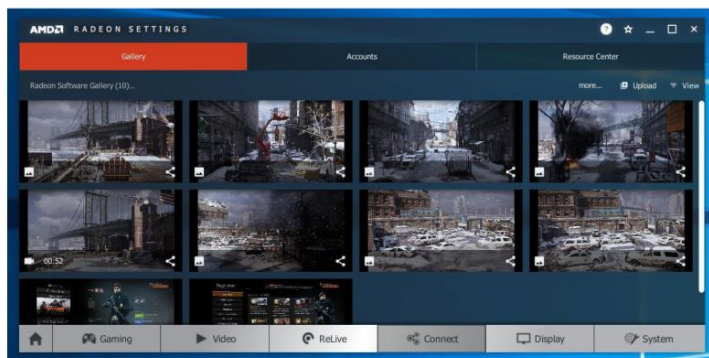 AMD RADEON SETTINGS
Gallery Accounts Resource Center
Radeon Software Gallery (10)... more... Upload View
00:52
Gaming Video ReLive Connect Display System